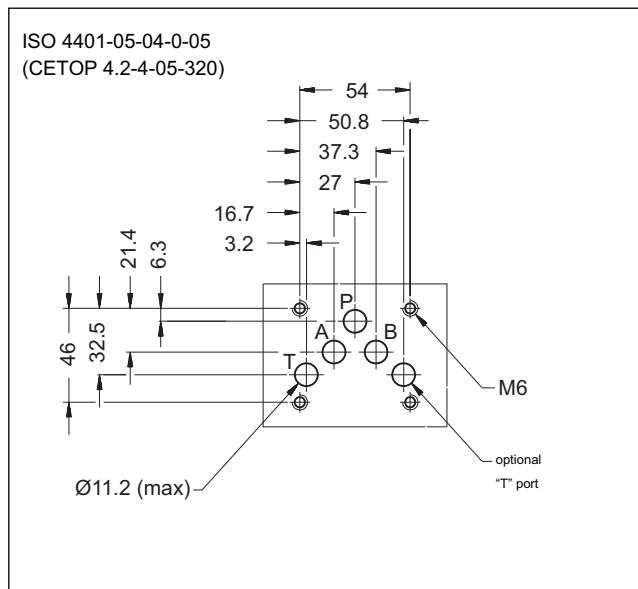 ISO 4401-05-04-0-05
(CETOP 4.2-4-05-320)
54
50.8
37.3
27
16.7
3.2
21.4
6.3
46
32.5
P
A
B
T
M6
Ø11.2 (max)
optional
"T" port